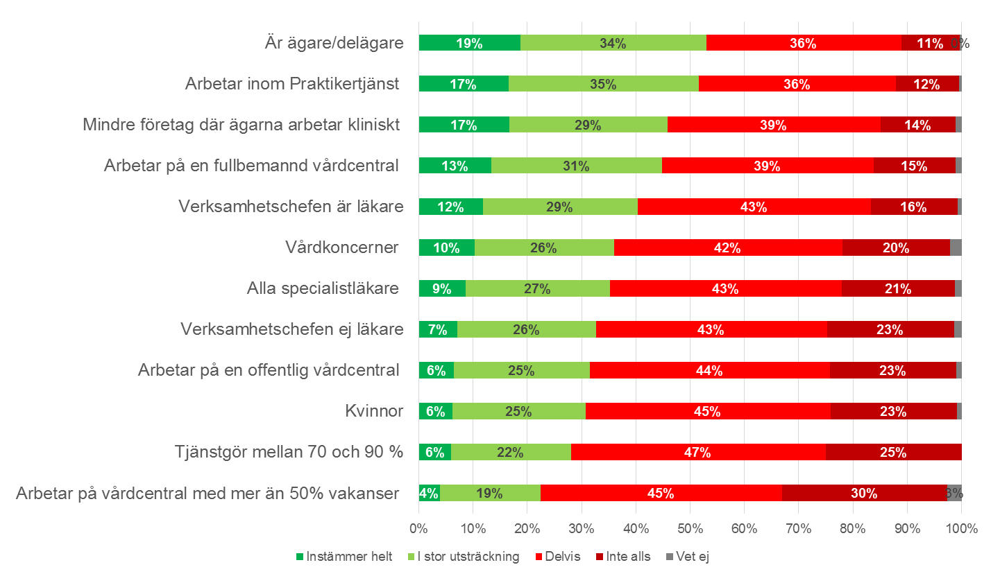 Är ägare/delägare 19% 34% 36% 11% 0%
Arbetar inom Praktikertjänst 17% 35% 36% 12%
Mindre företag där ägarna arbetar kliniskt 17% 29% 39% 14%
Arbetar på en fullbemannd vårdcentral 13% 31% 39% 15%
Verksamhetschefen är läkare 12% 29% 43% 16%
Vårdkoncerner 10% 26% 42% 20%
Alla specialistläkare 9% 27% 43% 21%
Verksamhetschefen ej läkare 7% 26% 43% 23%
Arbetar på en offentlig vårdcentral 6% 25% 44% 23%
Kvinnor 6% 25% 45% 23%
Tjänstgör mellan 70 och 90 % 6% 22% 47% 25%
Arbetar på vårdcentral med mer än 50% vakanser 4% 19% 45% 30% 3%
0% 10% 20% 30% 40% 50% 60% 70% 80% 90% 100%
Instämmer helt I stor utsträckning Delvis Inte alls Vet ej